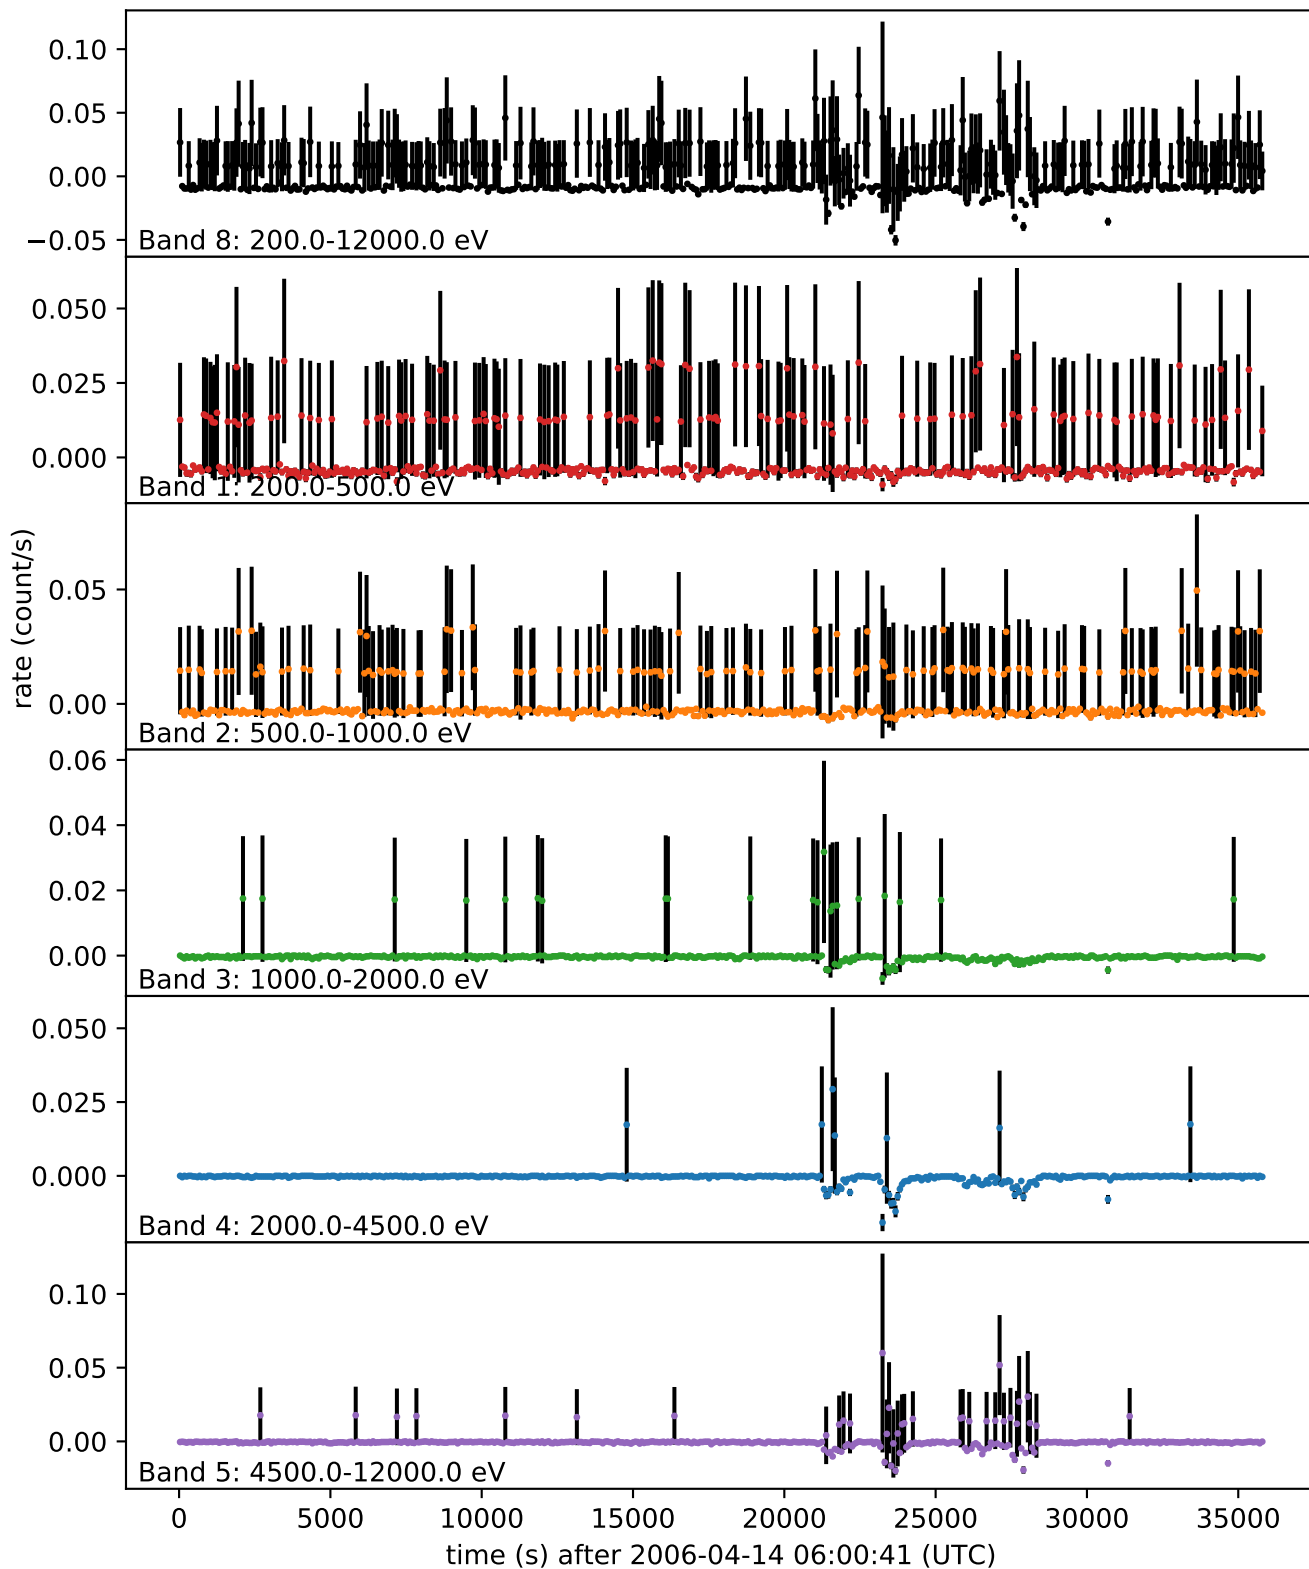 0.10
0.05
0.00
−0.05
Band 8: 200.0-12000.0 eV
0.050
0.025
0.000
Band 1: 200.0-500.0 eV
rate (count/s)
0.05
0.00
Band 2: 500.0-1000.0 eV
0.06
0.04
0.02
0.00
Band 3: 1000.0-2000.0 eV
0.050
0.025
0.000
Band 4: 2000.0-4500.0 eV
0.10
0.05
0.00
Band 5: 4500.0-12000.0 eV
0 5000 10000 15000 20000 25000 30000 35000
time (s) after 2006-04-14 06:00:41 (UTC)